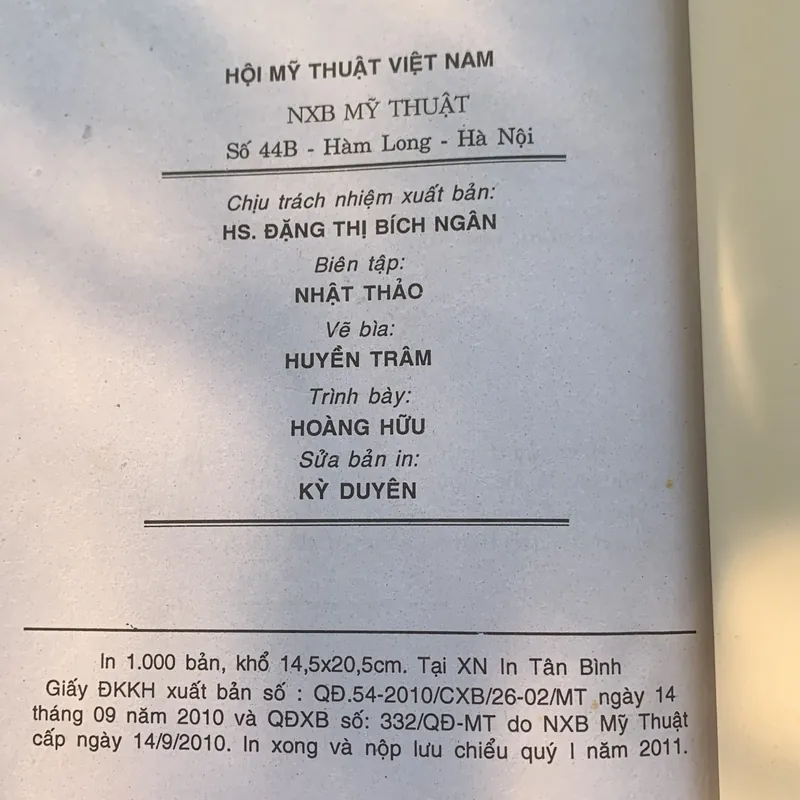 HỘI MỸ THUẬT VIỆT NAM
NXB MỸ THUẬT
Số 44B - Hàm Long - Hà Nội
Chịu trách nhiệm xuất bản:
HS. ĐẶNG THỊ BÍCH NGÂN
Biên tập:
NHẬT THẢO
Vẽ bìa:
HUYỀN TRÂM
Trình bày:
HOÀNG HỮU
Sửa bản in:
KỲ DUYÊN
In 1.000 bản, khổ 14,5x20,5cm. Tại XN In Tân Bình
Giấy ĐKKH xuất bản số : QĐ.54-2010/CXB/26-02/MT ngày 14
tháng 09 năm 2010 và QĐXB số: 332/QĐ-MT do NXB Mỹ Thuật
cấp ngày 14/9/2010. In xong và nộp lưu chiểu quý I năm 2011.